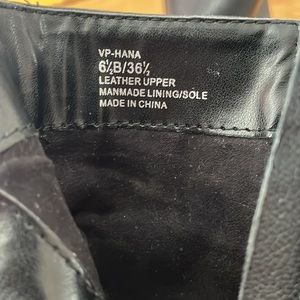 VP-HANA
6½B/36½
LEATHER UPPER
MANMADE LINING/SOLE
MADE IN CHINA